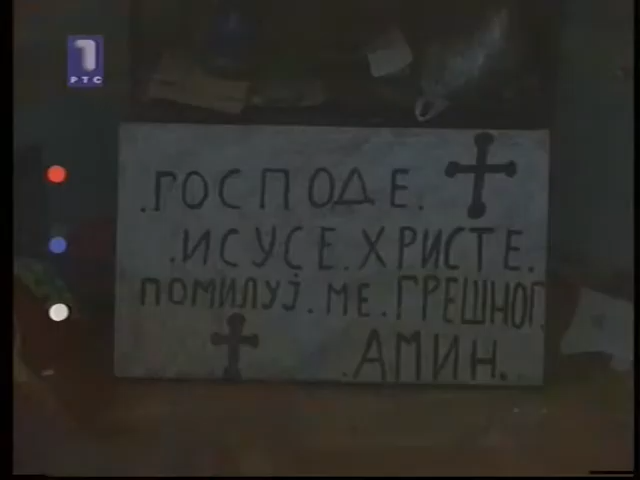 1
РТС
.ГОСПОДЕ.
.ИСУСЕ.ХРИСТЕ.
ПОМИЛУЈ.МЕ.ГРЕШНОГ
.АМИН.